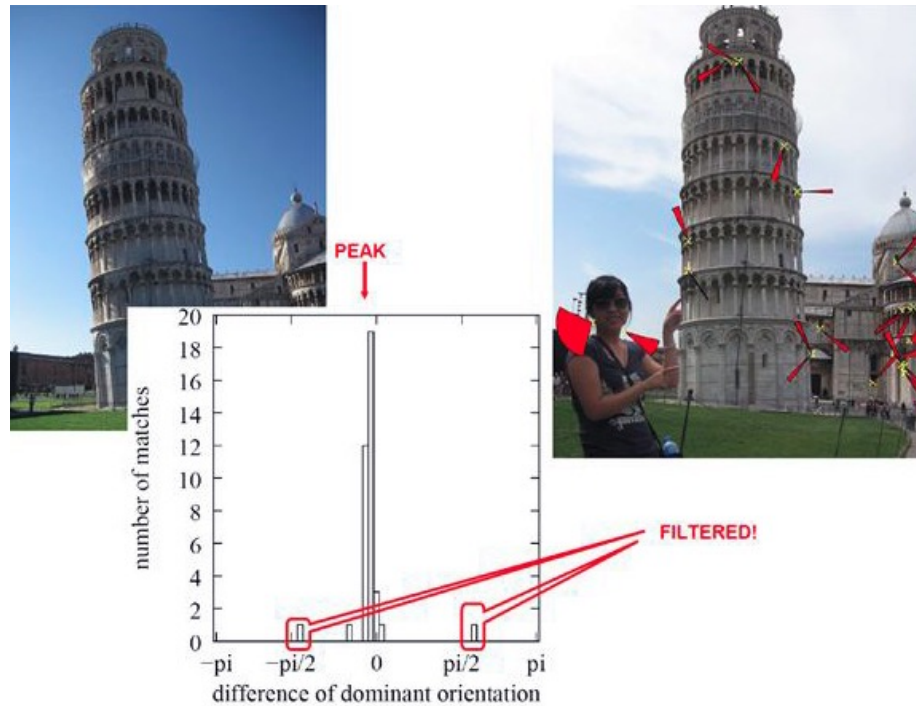 PEAK
20
18
16
14
12
10
8
6
4
2
0
number of matches
−pi
−pi/2
0
pi/2
pi
difference of dominant orientation
FILTERED!